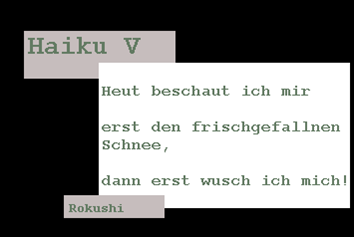 Haiku V
Heut beschaut ich mir
erst den frischgefallnen
Schnee,
dann erst wusch ich mich!
Rokushi